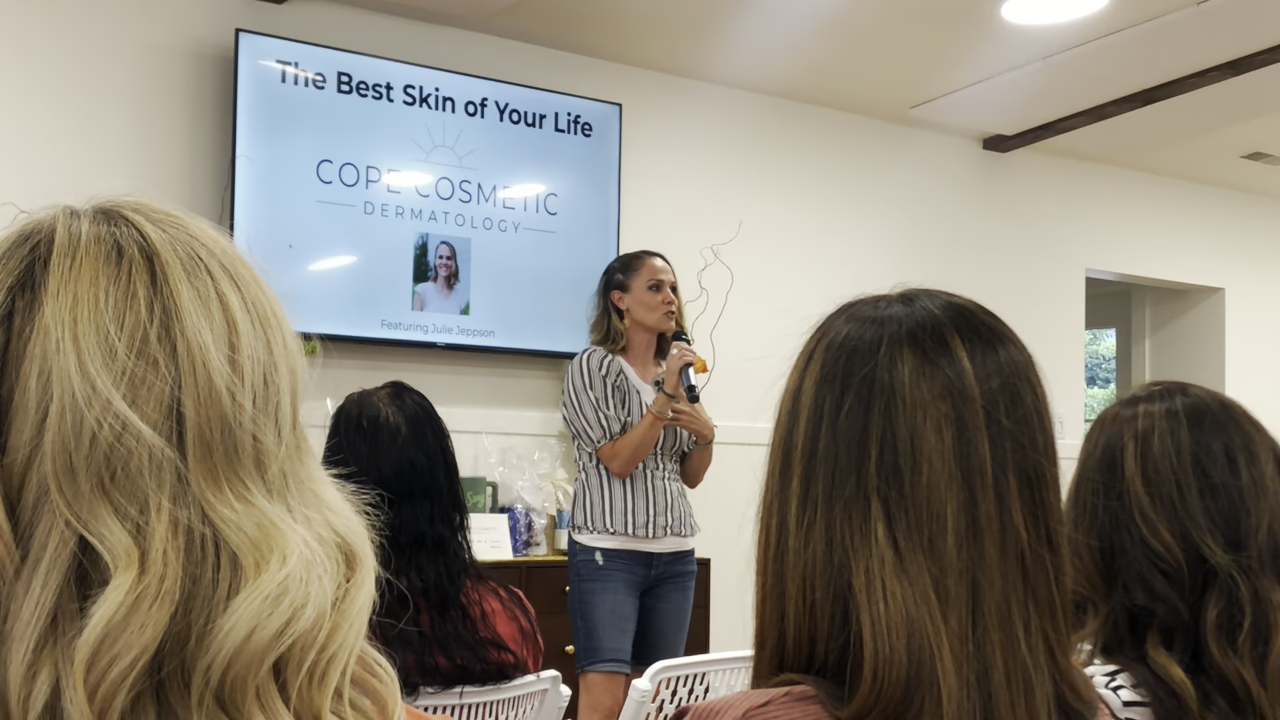 The Best Skin of Your Life
COPE COSMETIC
DERMATOLOGY
Featuring Julie Jeppson